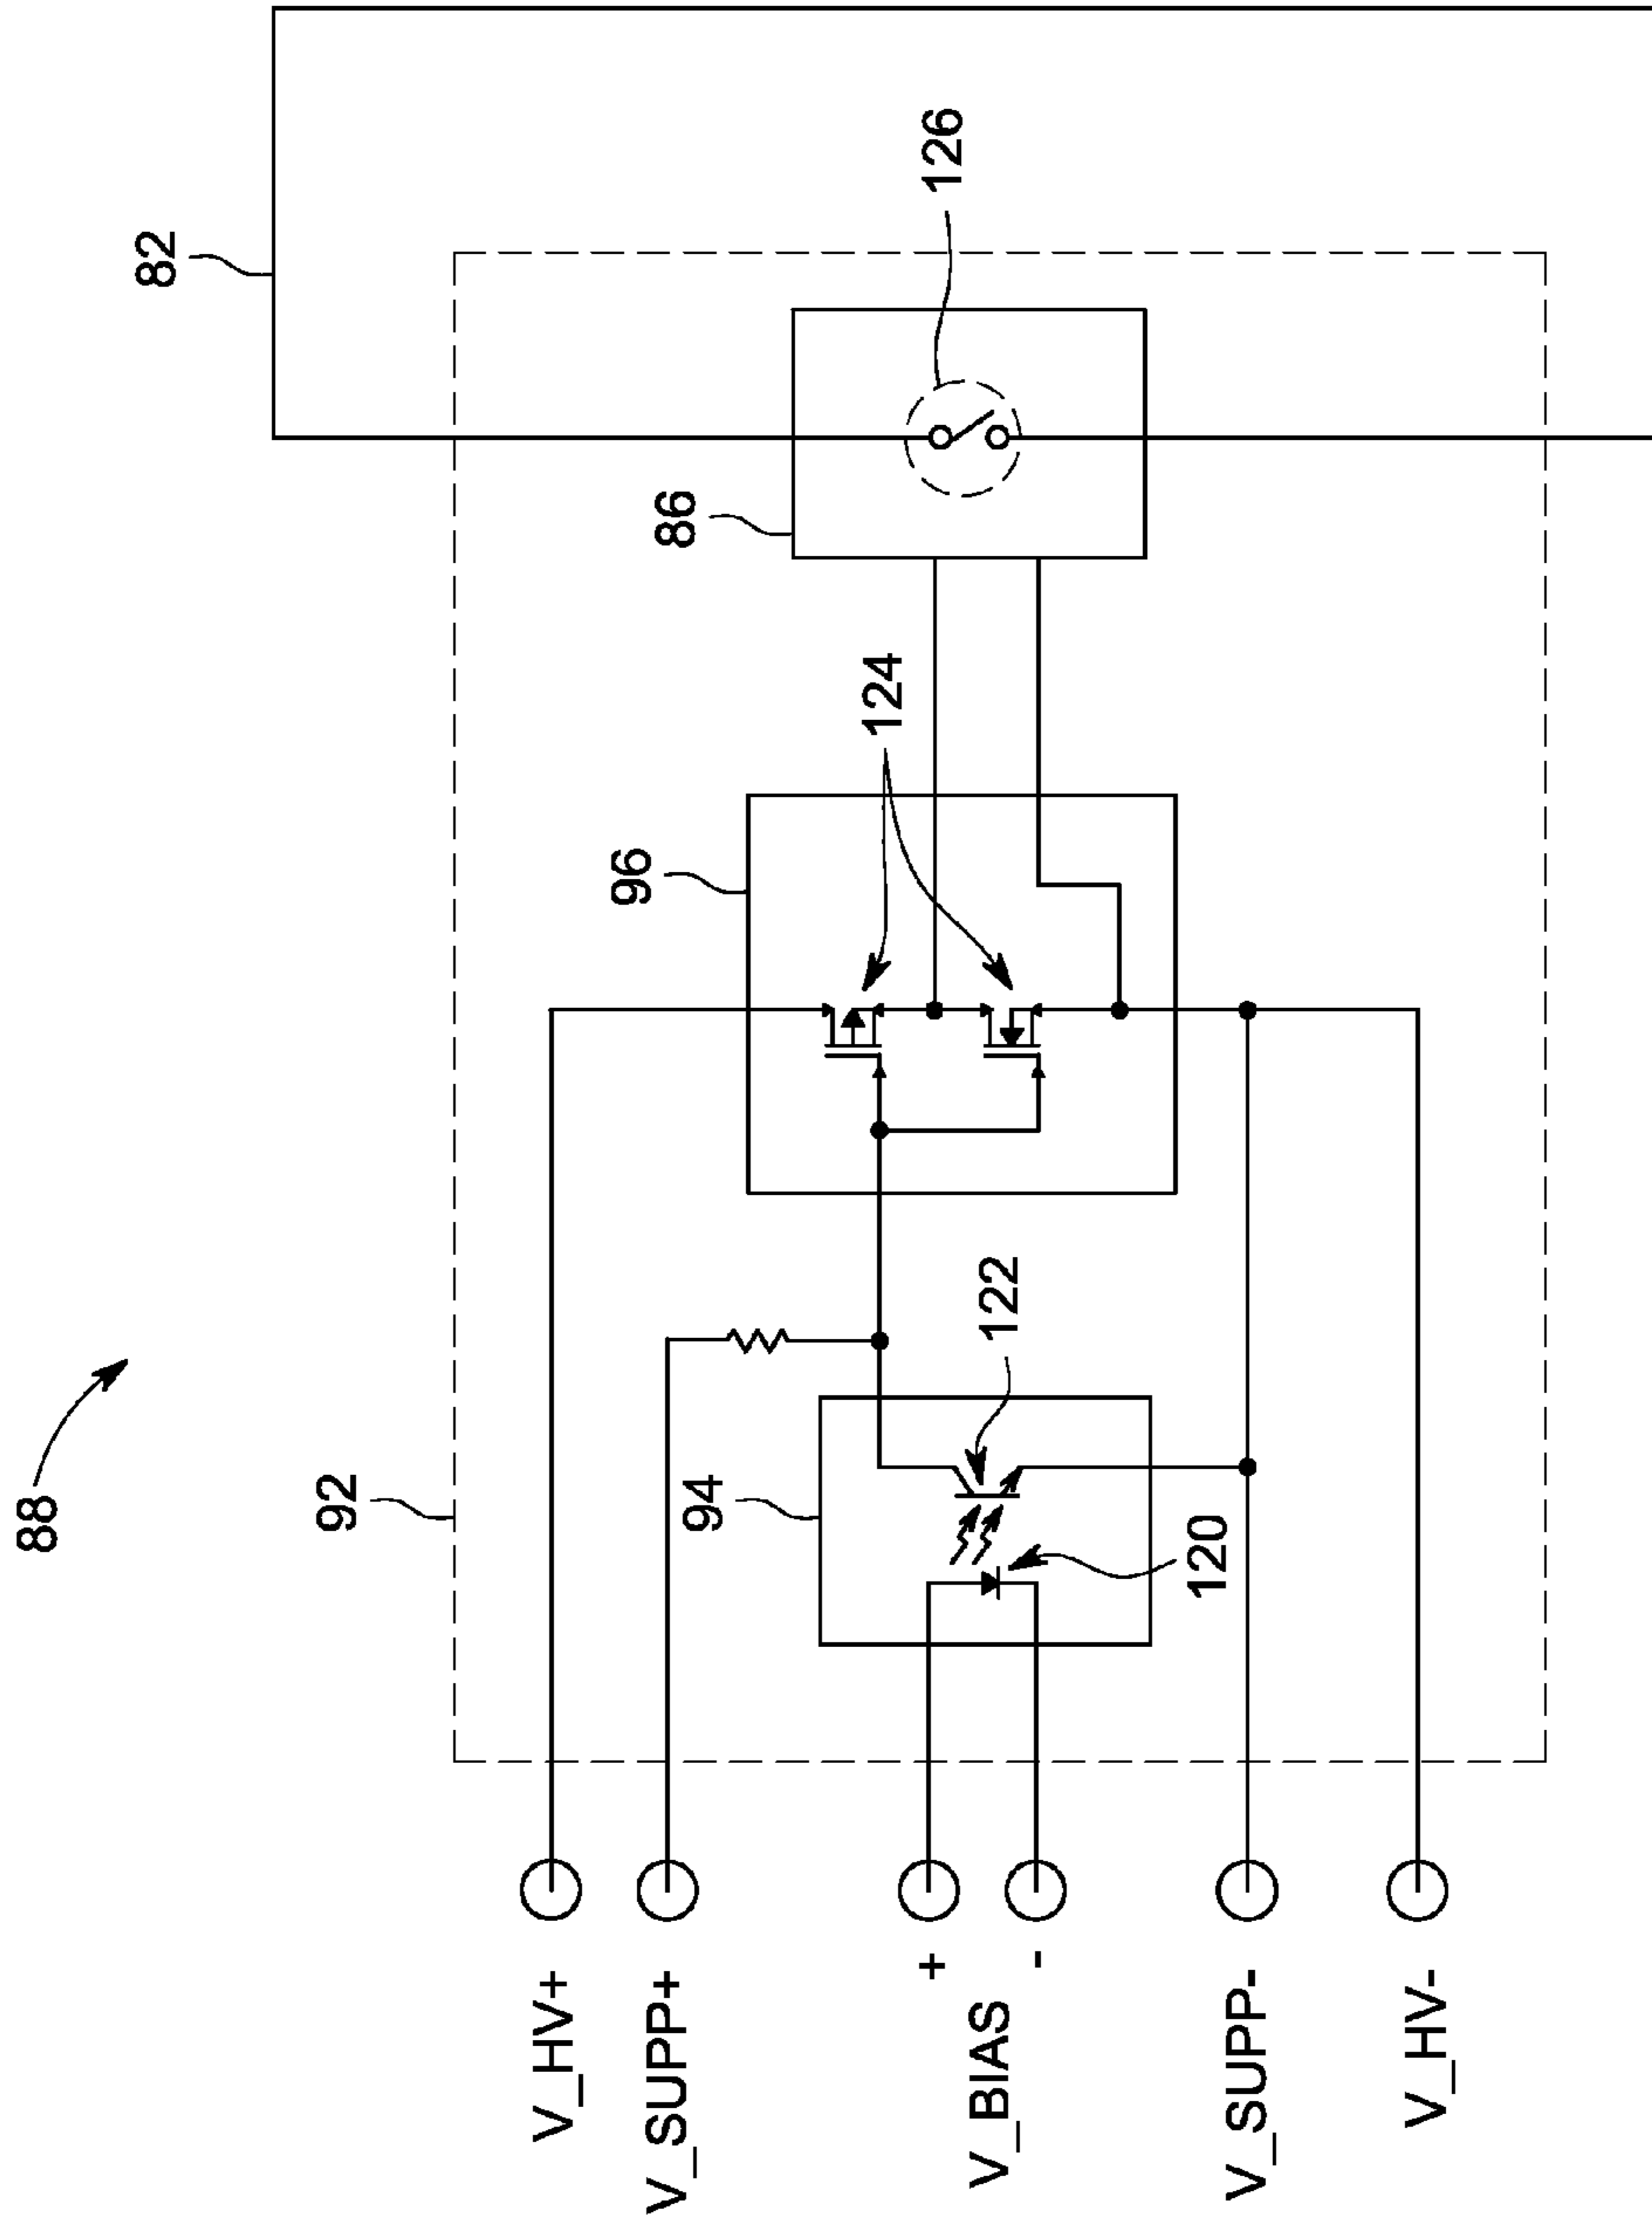 88
92
82
94
96
86
122
124
126
120
V_HV+
V_SUPP+
+
V_BIAS
-
V_SUPP-
V_HV-